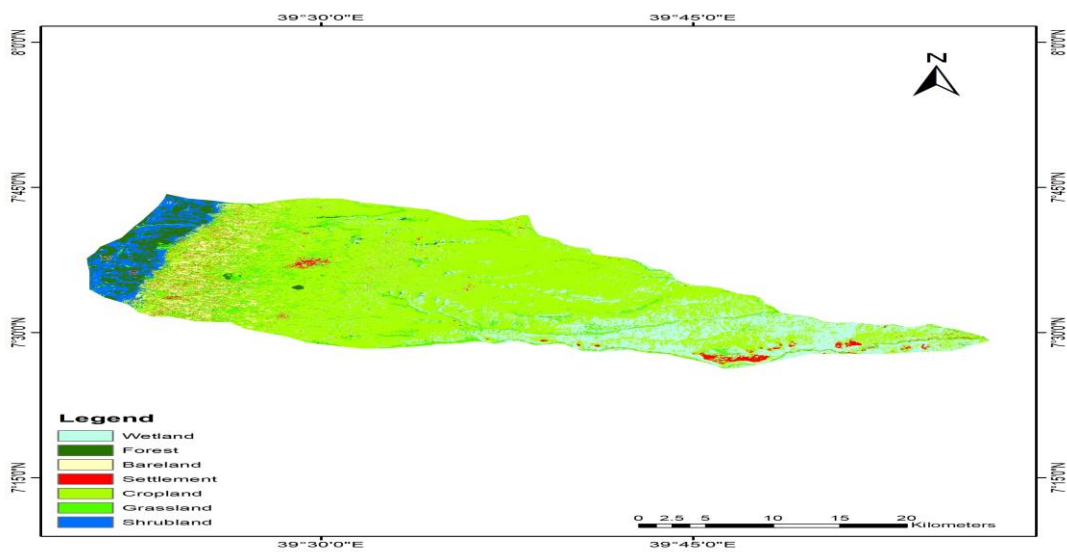 39°30'0"E 39°45'0"E
8°0'0"N 8°0'0"N
N
7°45'0"N 7°45'0"N
7°30'0"N 7°30'0"N
Legend
Wetland
Forest
Bareland
Settlement
Cropland
Grassland
Shrubland
7°15'0"N 7°15'0"N
0 2.5 5 10 15 20
Kilometers
39°30'0"E 39°45'0"E